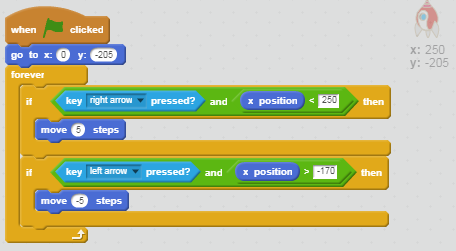 when clicked
go to x: 0 y: -205
forever
if key right arrow pressed? and x position < 250 then
move 5 steps
if key left arrow pressed? and x position > -170 then
move -5 steps
x: 250
y: -205